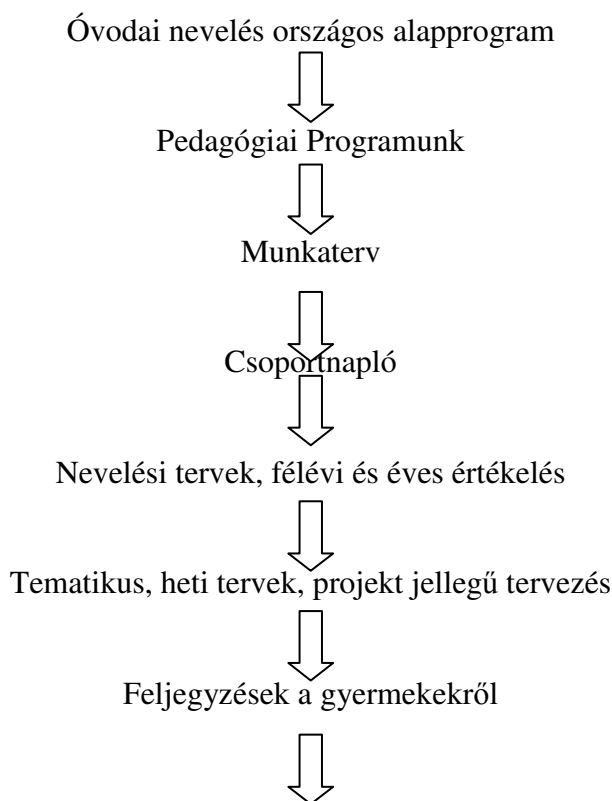 Óvodai nevelés országos alapprogram
Pedagógiai Programunk
Munkaterv
Csoportnapló
Nevelési tervek, félévi és éves értékelés
Tematikus, heti tervek, projekt jellegű tervezés
Feljegyzések a gyermekekről